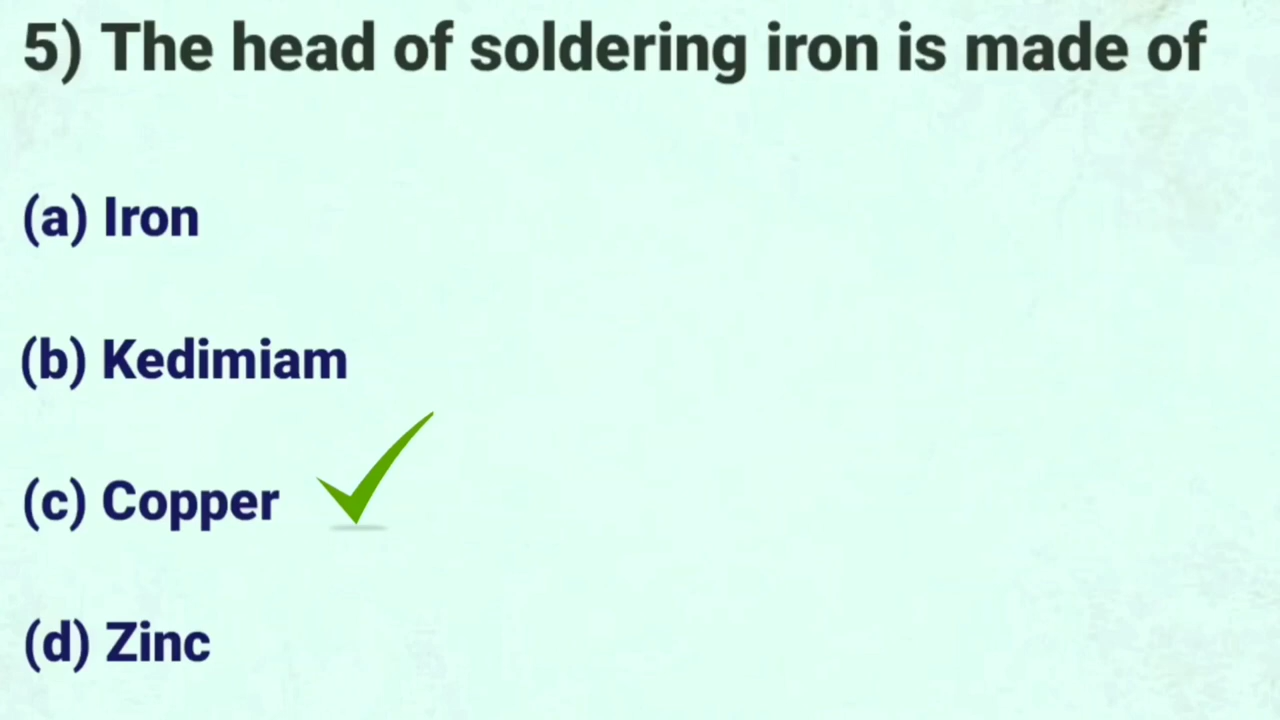 5) The head of soldering iron is made of
(a) Iron
(b) Kedimiam
(c) Copper
(d) Zinc